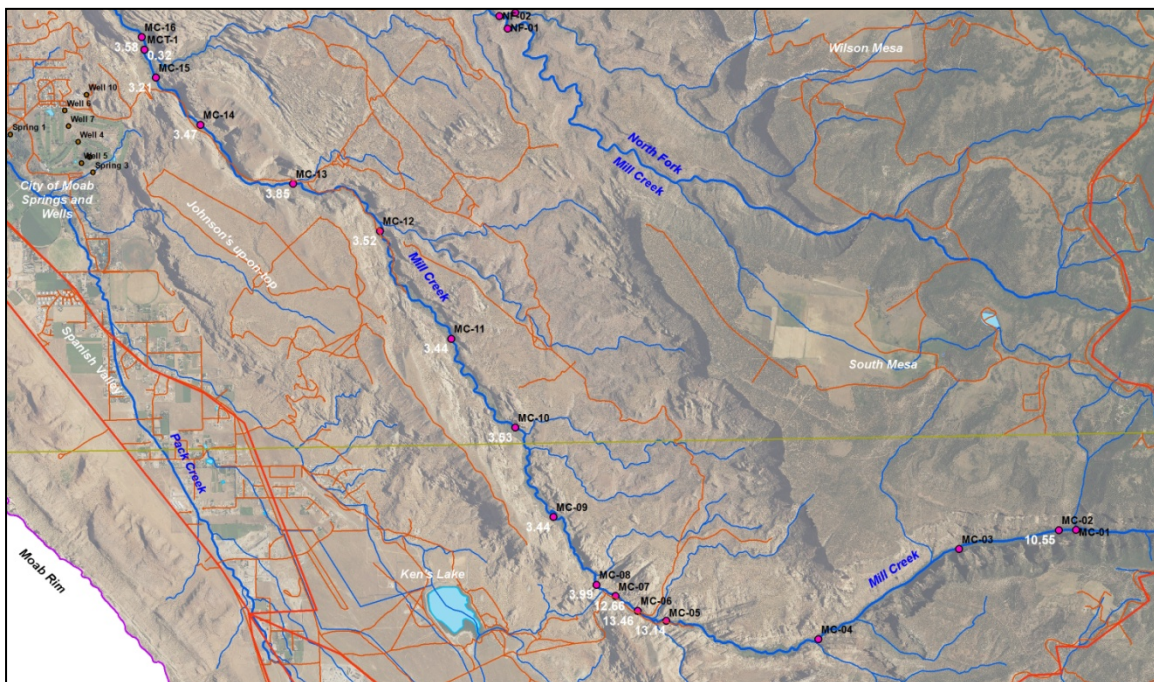 NF-02
NF-01
MC-16
MCT-1
3.58
0.32
MC-15
3.21
Wilson Mesa
Well 10
Well 6
Well 7
Well 4
Spring 1
Well 5
Spring 3
MC-14
3.47
North Fork
Mill Creek
City of Moab
Springs and
Wells
MC-13
3.85
Johnson's up-on-top
MC-12
3.52
Mill Creek
MC-11
3.44
South Mesa
Spanish Valley
MC-10
3.93
Pack Creek
MC-09
3.44
MC-02
MC-01
10.55
MC-03
Moab Rim
Ken's Lake
Mill Creek
MC-08
3.99
MC-07
12.66
MC-06
13.46
MC-05
MC-04